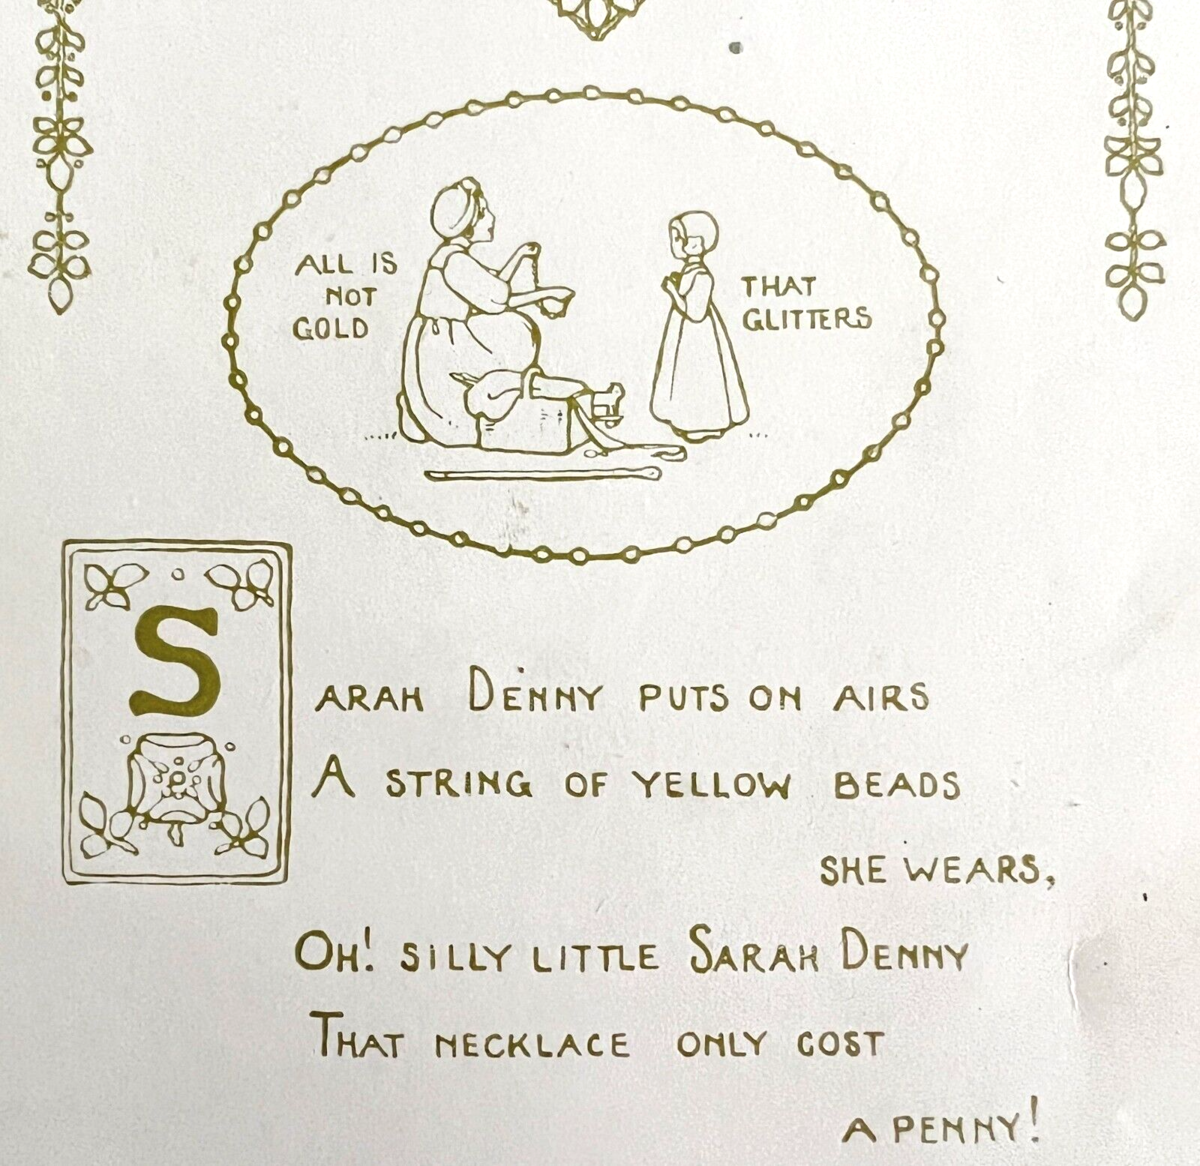 ALL IS
NOT
GOLD
THAT
GLITTERS
SARAH DENNY PUTS ON AIRS
A STRING OF YELLOW BEADS
SHE WEARS,
OH! SILLY LITTLE SARAH DENNY
THAT NECKLACE ONLY COST
A PENNY!